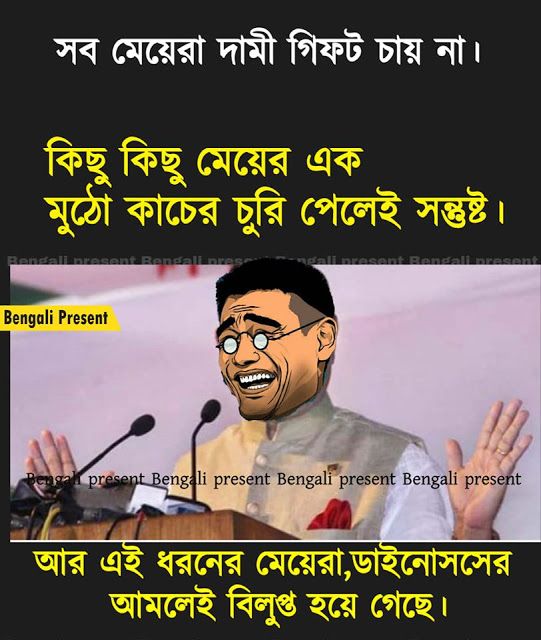 সব মেয়েরা দামী গিফট চায় না।
কিছু কিছু মেয়ের এক
মুঠো কাচের চুরি পেলেই সন্তুষ্ট।
Bengali present Bengali present Bengali present Bengali present
Bengali Present
Bengali present Bengali present Bengali present Bengali present
আর এই ধরনের মেয়েরা,ডাইনোসসের
আমলেই বিলুপ্ত হয়ে গেছে।